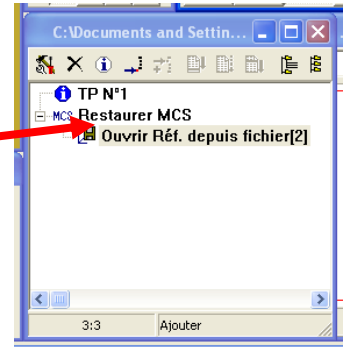 C:\Documents and Settin...
TP N°1
MCS Restaurer MCS
Ouvrir Réf. depuis fichier[2]
3:3 Ajouter